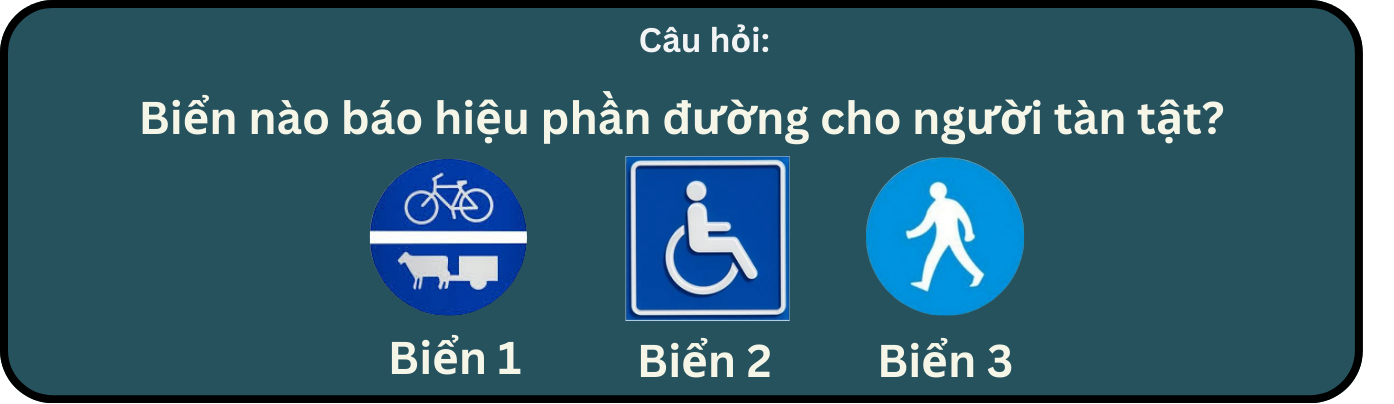 Câu hỏi:
Biển nào báo hiệu phần đường cho người tàn tật?
Biển 1
Biển 2
Biển 3